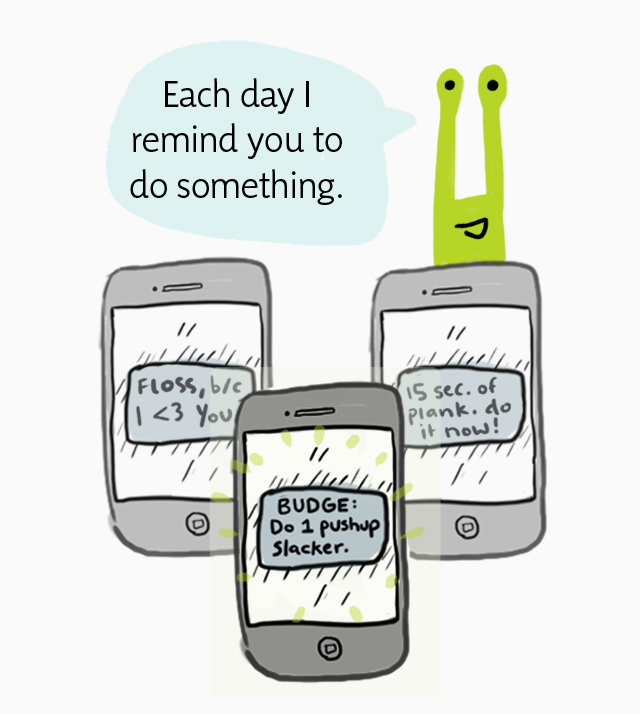 Each day I
remind you to
do something.
Floss, b/c
I <3 You
15 sec. of
plank. do
it now!
BUDGE:
Do 1 pushup
Slacker.